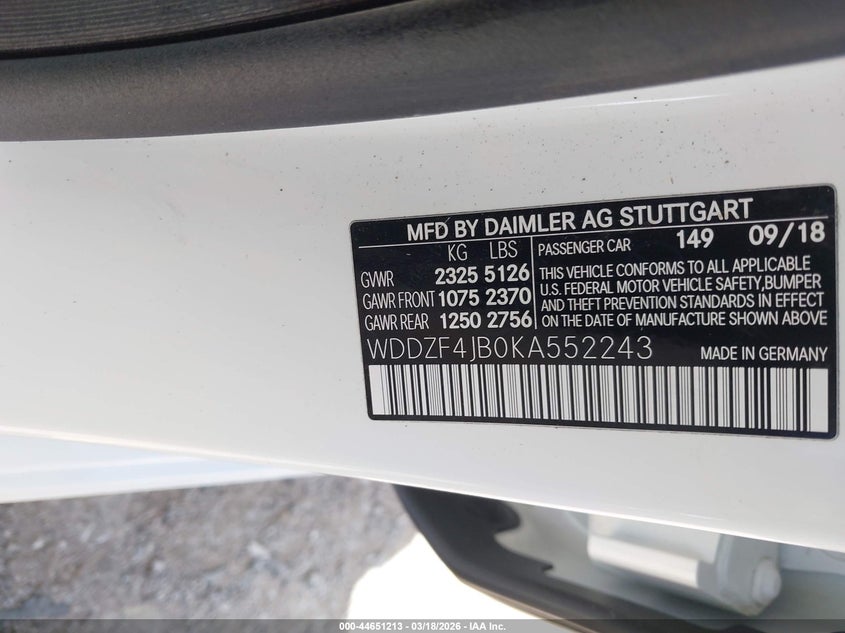 MFD BY DAIMLER AG STUTTGART
KG LBS
GVWR 2325 5126
GAWR FRONT 1075 2370
GAWR REAR 1250 2756
PASSENGER CAR 149 09/18
THIS VEHICLE CONFORMS TO ALL APPLICABLE
U.S. FEDERAL MOTOR VEHICLE SAFETY,BUMPER
AND THEFT PREVENTION STANDARDS IN EFFECT
ON THE DATE OF MANUFACTURE SHOWN ABOVE
WDDZF4JB0KA552243 MADE IN GERMANY
000-44651213 — 03/18/2026 — IAA Inc.